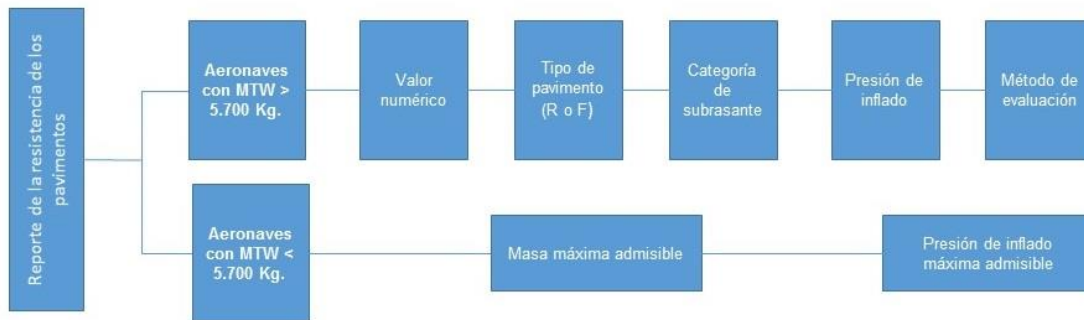 Reporte de la resistencia de los
pavimentos
Aeronaves
con MTW >
5.700 Kg.
Valor
numérico
Tipo de
pavimento
(R o F)
Categoría
de
subrasante
Presión de
inflado
Método de
evaluación
Aeronaves
con MTW <
5.700 Kg.
Masa máxima admisible
Presión de inflado
máxima admisible